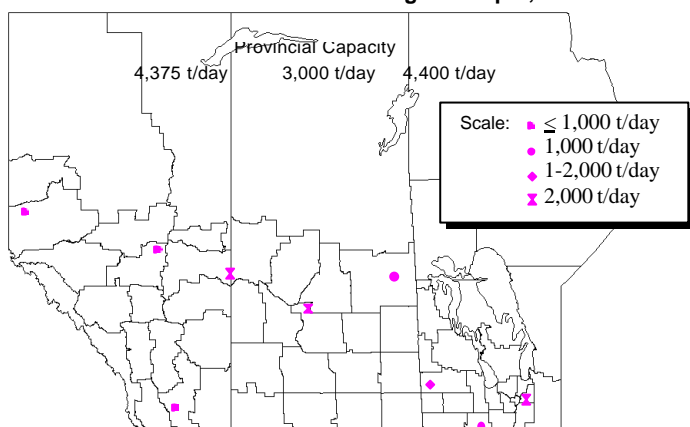 Provincial Capacity
4,375 t/day 3,000 t/day 4,400 t/day
Scale: ≤ 1,000 t/day
1,000 t/day
1-2,000 t/day
2,000 t/day